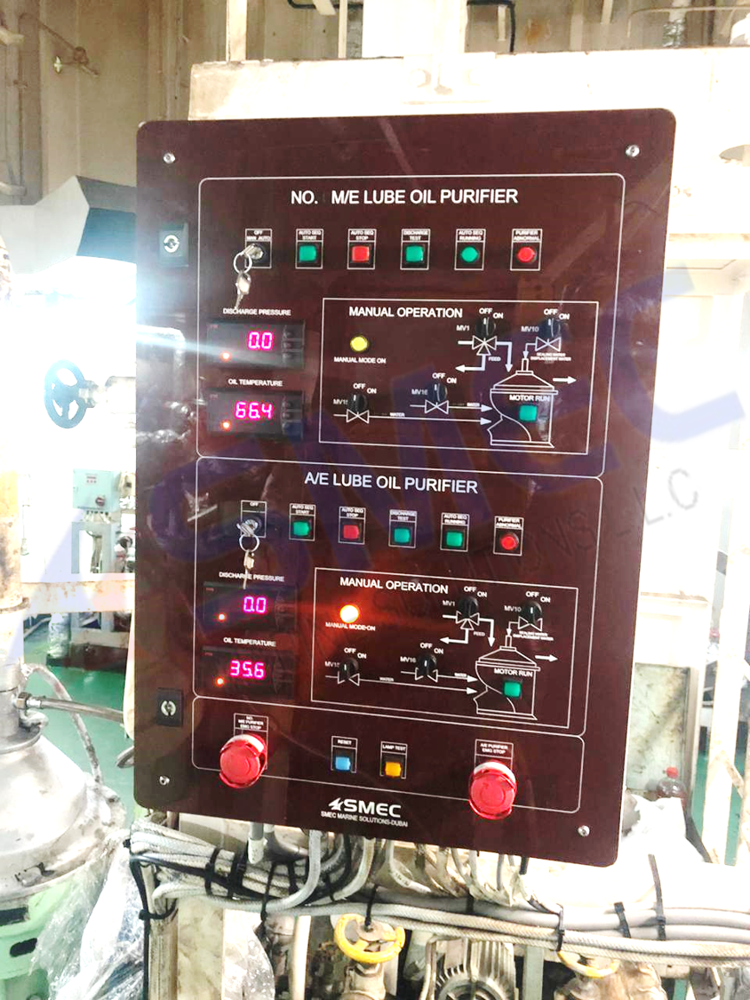 NO. M/E LUBE OIL PURIFIER
OFF
MAN AUTO
AUTO SEQ
START
AUTO SEQ
STOP
DISCHARGE
TEST
AUTO SEQ
RUNNING
PURIFIER
ABNORMAL
DISCHARGE PRESSURE
0.0
OIL TEMPERATURE
66.4
MANUAL OPERATION
MANUAL MODE ON
OFF
ON
MV1
FEED
OFF
ON
MV10
SEALING WATER
DISPLACEMENT WATER
OFF
ON
MV15
WATER
OFF
ON
MV16
WATER
MOTOR RUN
A/E LUBE OIL PURIFIER
OFF
AUTO SEQ
START
AUTO SEQ
STOP
DISCHARGE
TEST
AUTO SEQ
RUNNING
PURIFIER
ABNORMAL
DISCHARGE PRESSURE
0.0
OIL TEMPERATURE
35.6
MANUAL OPERATION
MANUAL MODE-ON
OFF
ON
MV1
FEED
OFF
ON
MV10
SEALING WATER
DISPLACEMENT WATER
OFF
ON
MV15
WATER
OFF
ON
MV16
WATER
MOTOR RUN
NO.
M/E PURIFIER
EMG STOP
RESET
LAMP TEST
A/E PURIFIER
EMG STOP
SMEC
SMEC MARINE SOLUTIONS-DUBAI
SMEC